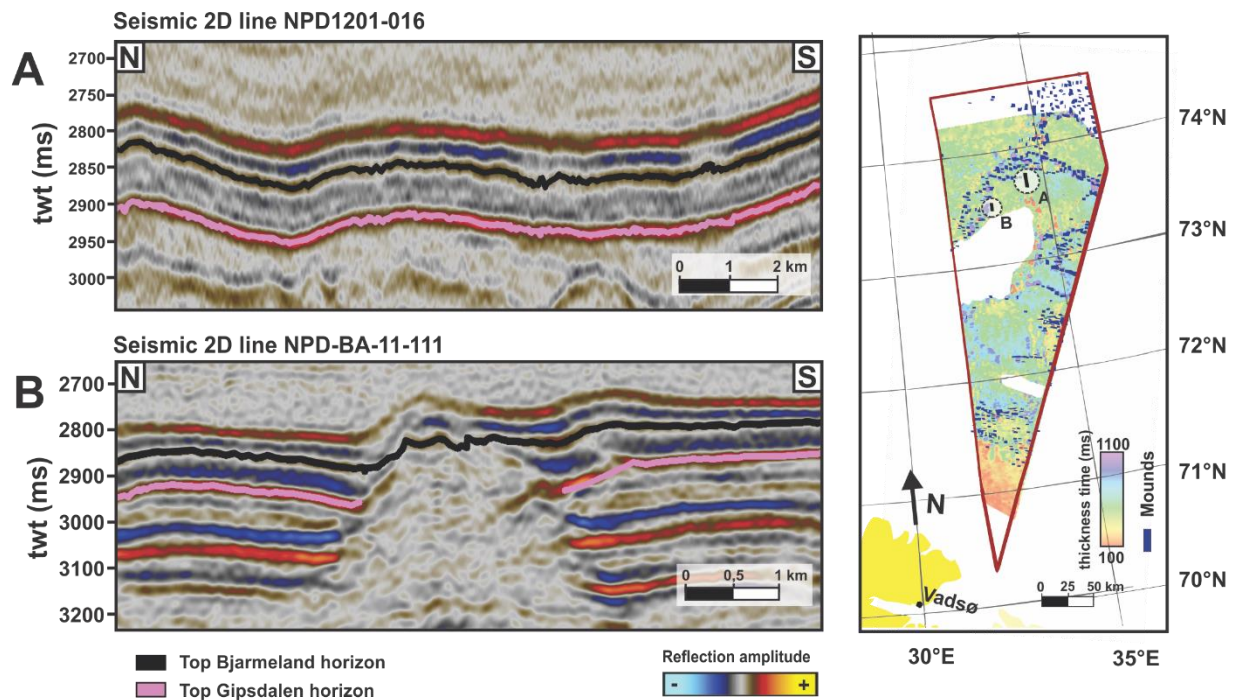 Seismic 2D line NPD1201-016
A
N
S
twt (ms)
2700
2750
2800
2850
2900
2950
3000
0 1 2 km
Seismic 2D line NPD-BA-11-111
B
N
S
twt (ms)
2700
2800
2900
3000
3100
3200
0 0,5 1 km
Top Bjarmeland horizon
Top Gipsdalen horizon
Reflection amplitude
- +
74°N
73°N
72°N
71°N
70°N
A
B
thickness time (ms)
1100
100
Mounds
N
0 25 50 km
Vadsø
30°E 35°E